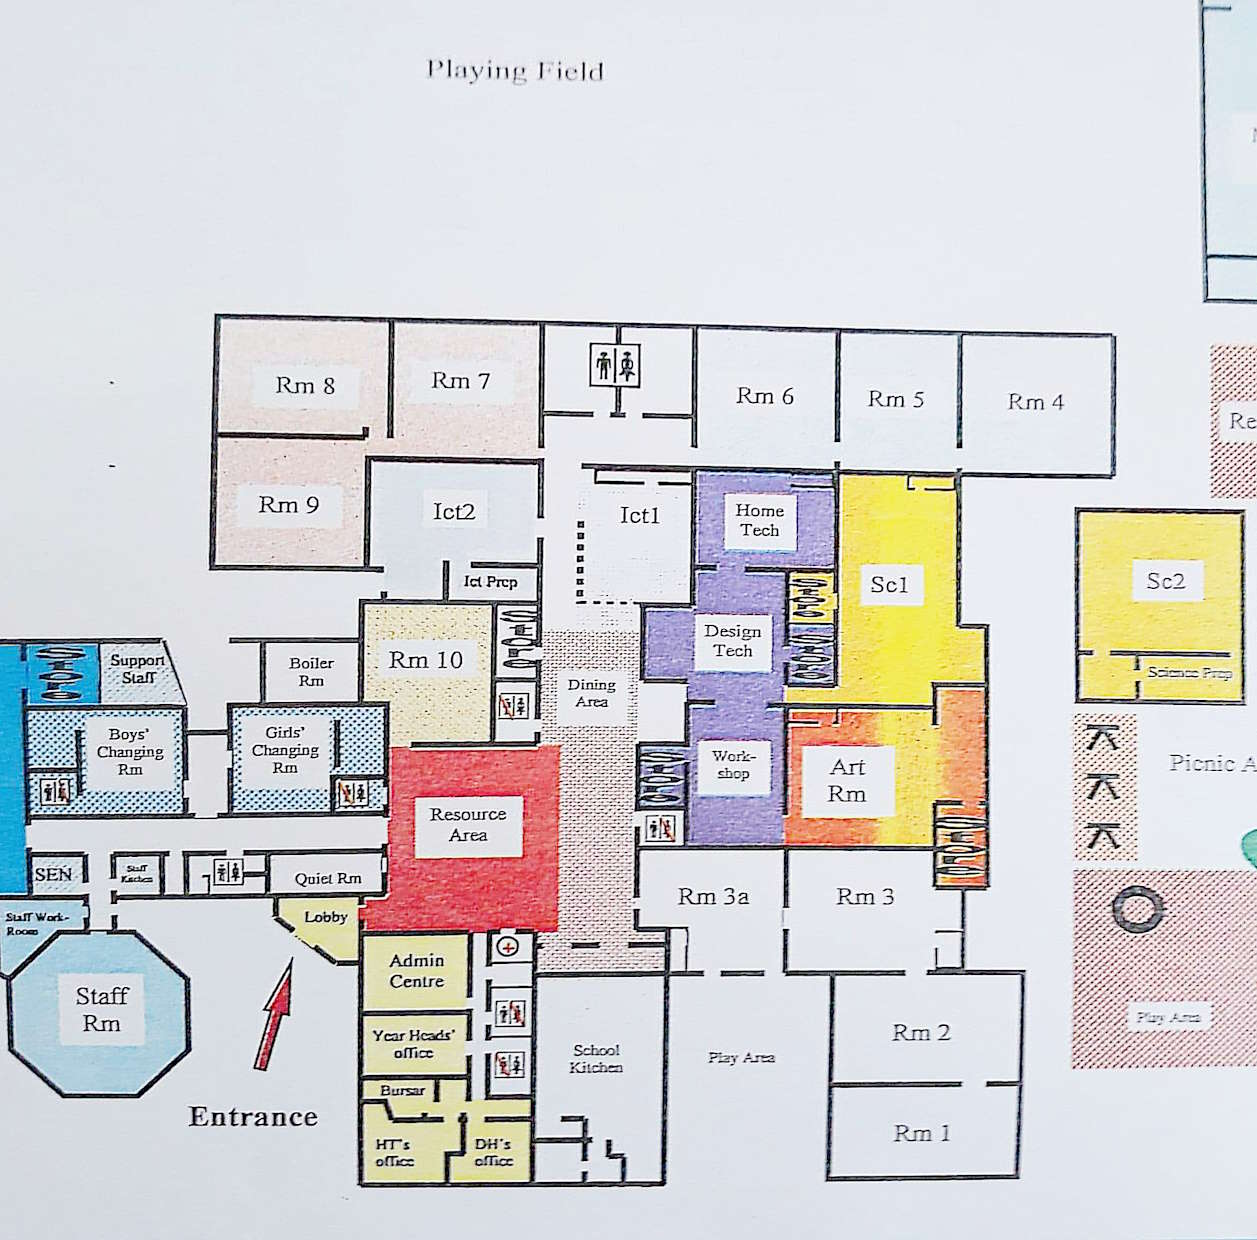 Playing Field
Rm 8
Rm 7
Rm 6
Rm 5
Rm 4
Re
Rm 9
Ict2
Ict1
Home
Tech
Sc1
Sc2
Ict Prep
Design
Tech
Rm 10
Support
Staff
Boiler
Rm
Dining
Area
Science Prep
Boys'
Changing
Rm
Girls'
Changing
Rm
Work-
shop
Art
Rm
Picnic A
Resource
Area
SEN
Staff
Kitchen
Quiet Rm
Rm 3a
Rm 3
Staff Work-
Room
Lobby
Admin
Centre
Staff
Rm
Play Area
Year Heads'
office
School
Kitchen
Play Area
Rm 2
Bursar
Entrance
HT's
office
DH's
office
Rm 1